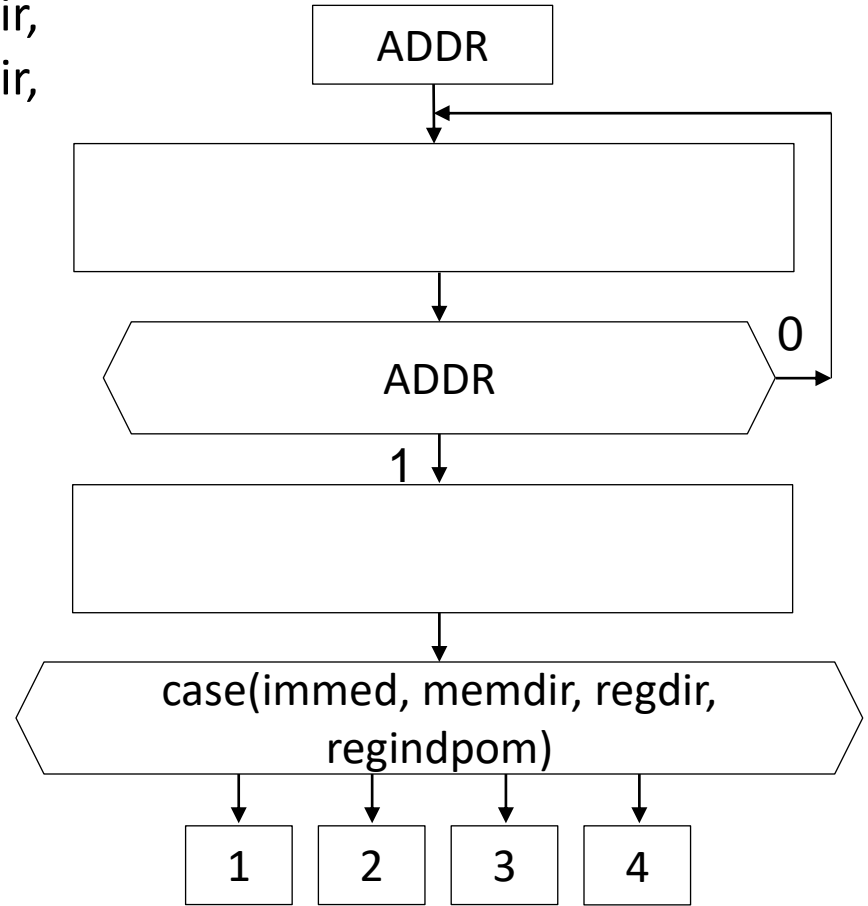 ir,
ir,
ADDR
0
ADDR
1
case(immed, memdir, regdir,
regindpom)
1 2 3 4